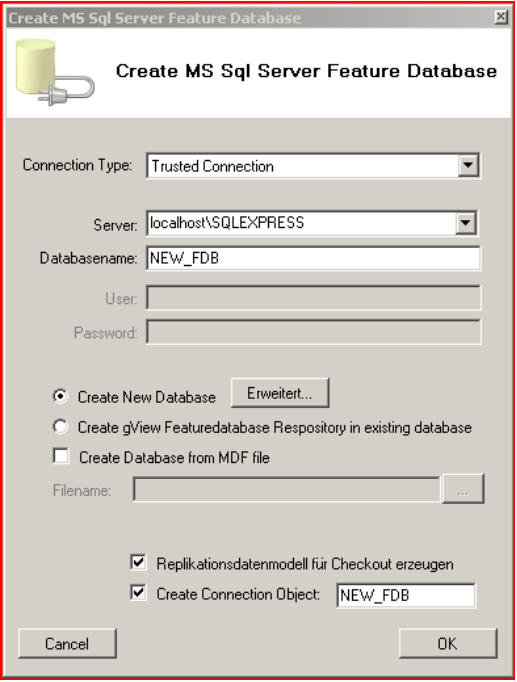 Create MS Sql Server Feature Database
Create MS Sql Server Feature Database
Connection Type: Trusted Connection
Server: localhost\SQLEXPRESS
Databasename: NEW_FDB
User:
Password:
Create New Database Erweitert...
Create gView Featuredatabase Respository in existing database
Create Database from MDF file
Filename: ...
Replikationsdatenmodell für Checkout erzeugen
Create Connection Object: NEW_FDB
Cancel OK